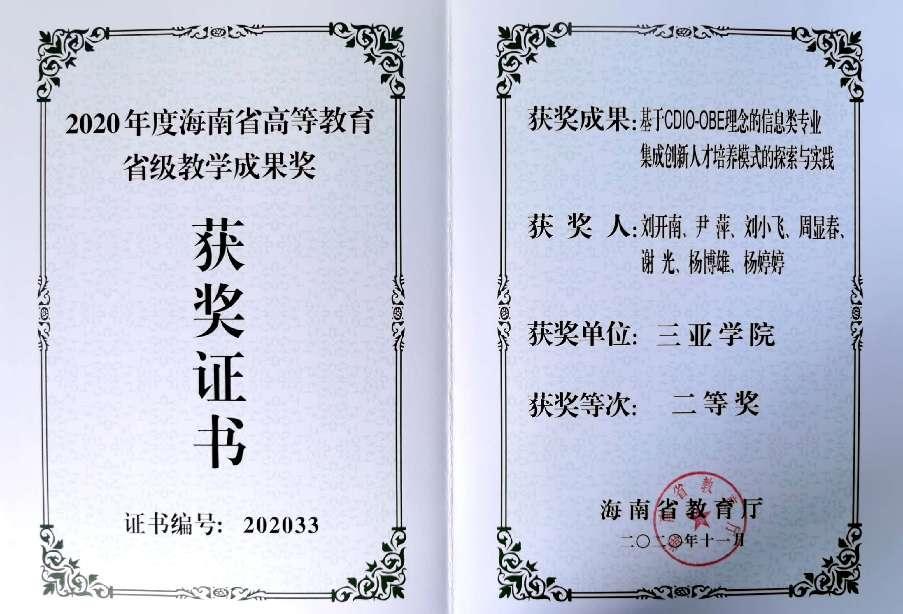 2020年度海南省高等教育
省级教学成果奖
获
奖
证
书
证书编号: 202033
获奖成果:基于CDIO-OBE理念的信息类专业
集成创新人才培养模式的探索与实践
获奖人:刘开南、尹萍、刘小飞、周显春、
谢光、杨博雄、杨婷婷
获奖单位:三亚学院
获奖等次:二等奖
海南省教育厅
二〇二〇年十一月
海南省教育厅